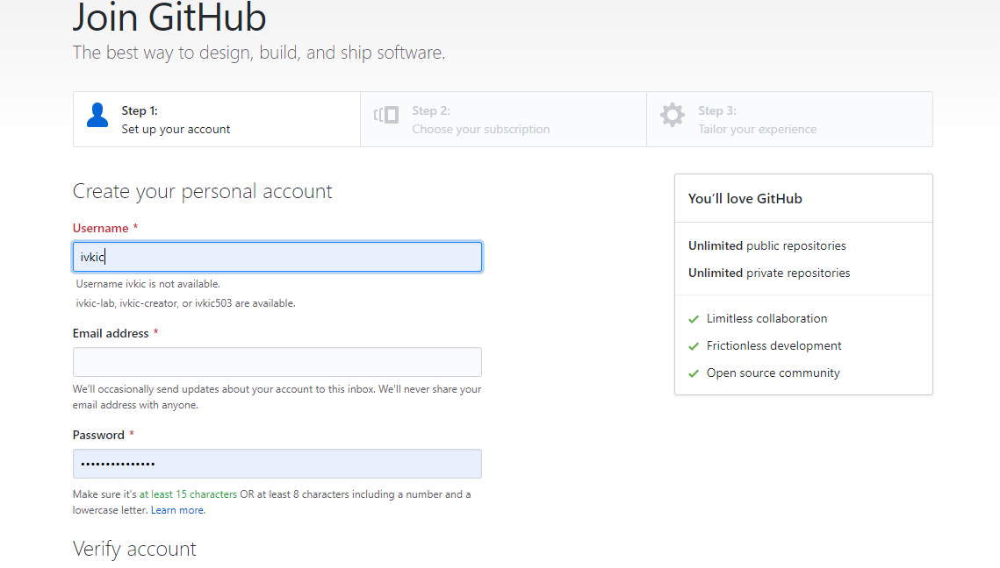 Join GitHub
The best way to design, build, and ship software.
Step 1:
Set up your account
Step 2:
Choose your subscription
Step 3:
Tailor your experience
Create your personal account
Username *
ivkic
Username ivkic is not available.
ivkic-lab, ivkic-creator, or ivkic503 are available.
Email address *
We’ll occasionally send updates about your account to this inbox. We’ll never share your
email address with anyone.
Password *
•••••••••••••••
Make sure it's at least 15 characters OR at least 8 characters including a number and a
lowercase letter. Learn more.
Verify account
You’ll love GitHub
Unlimited public repositories
Unlimited private repositories
Limitless collaboration
Frictionless development
Open source community